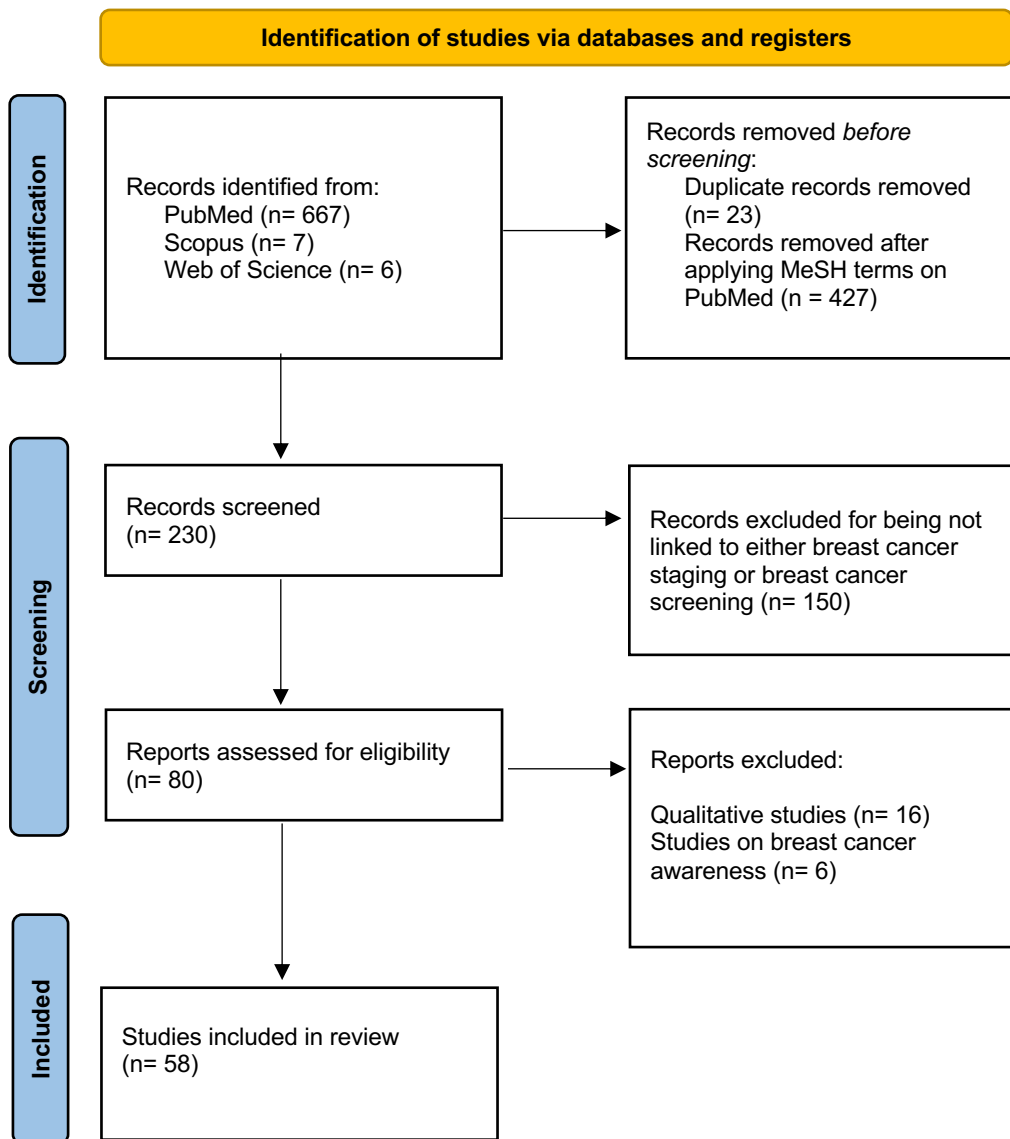 Identification of studies via databases and registers
Identification
Records identified from:
PubMed (n= 667)
Scopus (n= 7)
Web of Science (n= 6)
Records removed before
screening:
Duplicate records removed
(n= 23)
Records removed after
applying MeSH terms on
PubMed (n = 427)
Screening
Records screened
(n= 230)
Records excluded for being not
linked to either breast cancer
staging or breast cancer
screening (n= 150)
Reports assessed for eligibility
(n= 80)
Reports excluded:
Qualitative studies (n= 16)
Studies on breast cancer
awareness (n= 6)
Included
Studies included in review
(n= 58)